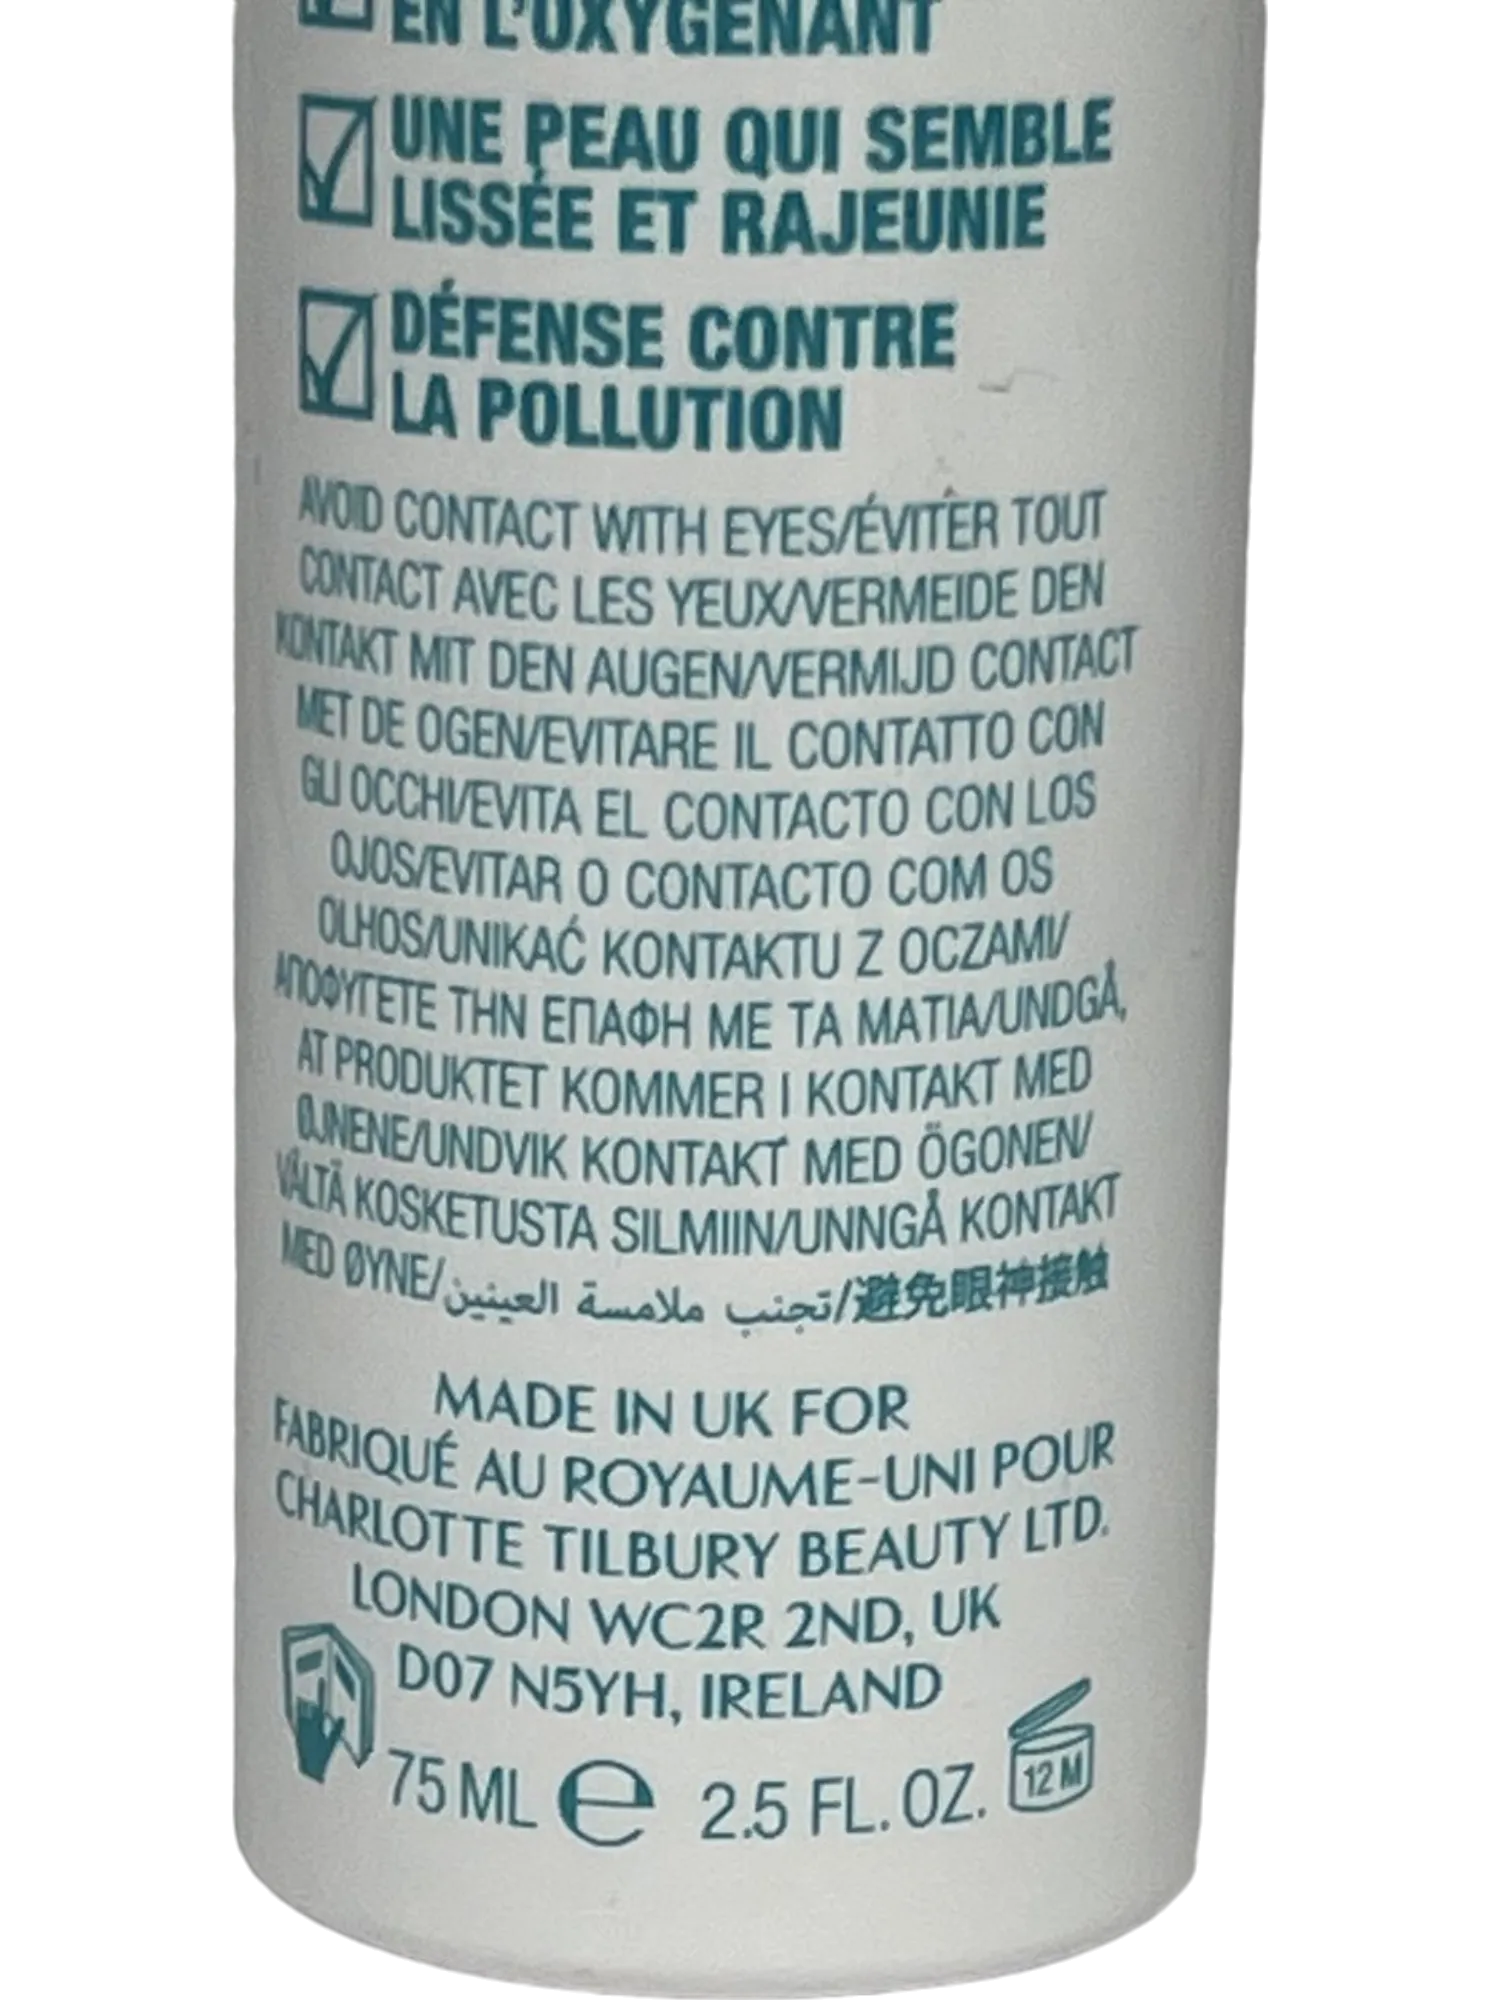 EN L'OXYGÉNANT
UNE PEAU QUI SEMBLE
LISSÉE ET RAJEUNIE
DÉFENSE CONTRE
LA POLLUTION
AVOID CONTACT WITH EYES/ÉVITER TOUT
CONTACT AVEC LES YEUX/VERMEIDE DEN
KONTAKT MIT DEN AUGEN/VERMIJD CONTACT
MET DE OGEN/EVITARE IL CONTATTO CON
GLI OCCHI/EVITA EL CONTACTO CON LOS
OJOS/EVITAR O CONTACTO COM OS
OLHOS/UNIKAĆ KONTAKTU Z OCZAMI/
ΑΠΟΦΥΓΕΤΕ ΤΗΝ ΕΠΑΦΗ ΜΕ ΤΑ ΜΑΤΙΑ/UNDGÅ,
AT PRODUKTET KOMMER I KONTAKT MED
ØJNENE/UNDVIK KONTAKT MED ÖGONEN/
VÄLTÄ KOSKETUSTA SILMIIN/UNNGÅ KONTAKT
MED ØYNE/تجنب ملامسة العينين/避免眼神接触
MADE IN UK FOR
FABRIQUÉ AU ROYAUME-UNI POUR
CHARLOTTE TILBURY BEAUTY LTD.
LONDON WC2R 2ND, UK
D07 N5YH, IRELAND
75 ML e 2.5 FL. OZ.
12 M